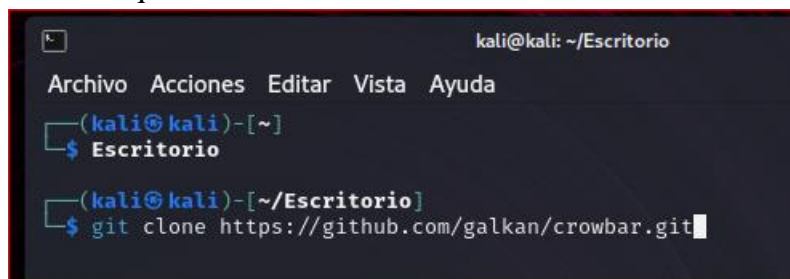 kali@kali: ~/Escritorio
Archivo Acciones Editar Vista Ayuda
┌──(kali㉿kali)-[~]
└─$ Escritorio
┌──(kali㉿kali)-[~/Escritorio]
└─$ git clone https://github.com/galkan/crowbar.git